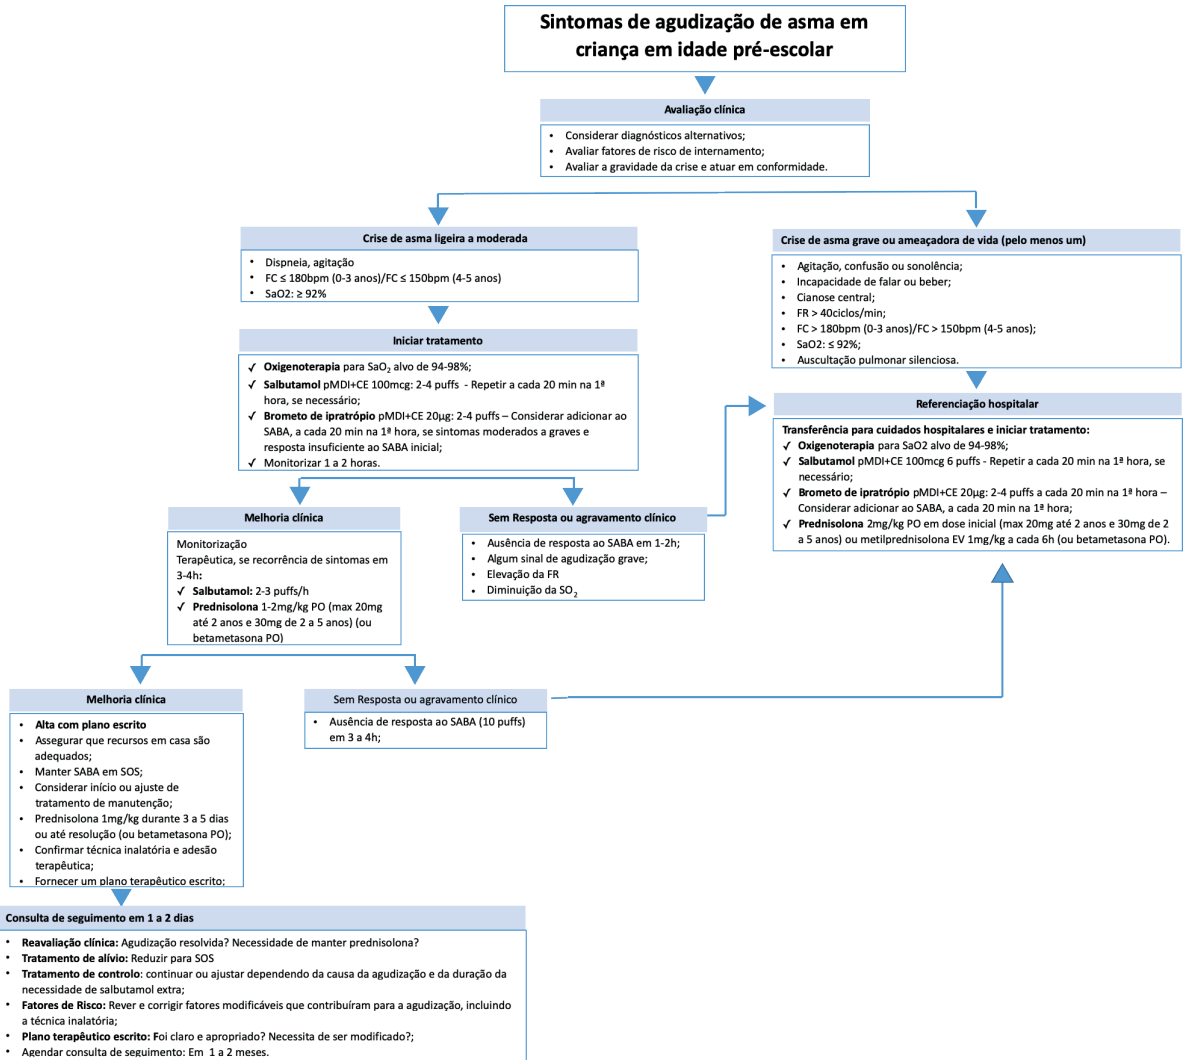 Sintomas de agudização de asma em
criança em idade pré-escolar
Avaliação clínica
• Considerar diagnósticos alternativos;
• Avaliar fatores de risco de internamento;
• Avaliar a gravidade da crise e atuar em conformidade.
Crise de asma ligeira a moderada
• Dispneia, agitação
• FC ≤ 180bpm (0-3 anos)/FC ≤ 150bpm (4-5 anos)
• SaO2: ≥ 92%
Iniciar tratamento
✓ Oxigenoterapia para SaO₂ alvo de 94-98%;
✓ Salbutamol pMDI+CE 100mcg: 2-4 puffs - Repetir a cada 20 min na 1ª
hora, se necessário;
✓ Brometo de ipratrópio pMDI+CE 20µg: 2-4 puffs – Considerar adicionar ao
SABA, a cada 20 min na 1ª hora, se sintomas moderados a graves e
resposta insuficiente ao SABA inicial;
✓ Monitorizar 1 a 2 horas.
Crise de asma grave ou ameaçadora de vida (pelo menos um)
• Agitação, confusão ou sonolência;
• Incapacidade de falar ou beber;
• Cianose central;
• FR > 40ciclos/min;
• FC > 180bpm (0-3 anos)/FC > 150bpm (4-5 anos);
• SaO2: ≤ 92%;
• Auscultação pulmonar silenciosa.
Referenciação hospitalar
Transferência para cuidados hospitalares e iniciar tratamento:
✓ Oxigenoterapia para SaO2 alvo de 94-98%;
✓ Salbutamol pMDI+CE 100mcg 6 puffs - Repetir a cada 20 min na 1ª hora, se
necessário;
✓ Brometo de ipratrópio pMDI+CE 20µg: 2-4 puffs a cada 20 min na 1ª hora –
Considerar adicionar ao SABA, a cada 20 min na 1ª hora;
✓ Prednisolona 2mg/kg PO em dose inicial (max 20mg até 2 anos e 30mg de 2
a 5 anos) ou metilprednisolona EV 1mg/kg a cada 6h (ou betametasona PO).
Melhoria clínica
Monitorização
Terapêutica, se recorrência de sintomas em
3-4h:
✓ Salbutamol: 2-3 puffs/h
✓ Prednisolona 1-2mg/kg PO (max 20mg
até 2 anos e 30mg de 2 a 5 anos) (ou
betametasona PO)
Sem Resposta ou agravamento clínico
• Ausência de resposta ao SABA em 1-2h;
• Algum sinal de agudização grave;
• Elevação da FR
• Diminuição da SO₂
Melhoria clínica
• Alta com plano escrito
• Assegurar que recursos em casa são
adequados;
• Manter SABA em SOS;
• Considerar início ou ajuste de
tratamento de manutenção;
• Prednisolona 1mg/kg durante 3 a 5 dias
ou até resolução (ou betametasona PO);
• Confirmar técnica inalatória e adesão
terapêutica;
• Fornecer um plano terapêutico escrito;
Sem Resposta ou agravamento clínico
• Ausência de resposta ao SABA (10 puffs)
em 3 a 4h;
Consulta de seguimento em 1 a 2 dias
• Reavaliação clínica: Agudização resolvida? Necessidade de manter prednisolona?
• Tratamento de alívio: Reduzir para SOS
• Tratamento de controlo: continuar ou ajustar dependendo da causa da agudização e da duração da
necessidade de salbutamol extra;
• Fatores de Risco: Rever e corrigir fatores modificáveis que contribuíram para a agudização, incluindo
a técnica inalatória;
• Plano terapêutico escrito: Foi claro e apropriado? Necessita de ser modificado?;
• Agendar consulta de seguimento: Em 1 a 2 meses.